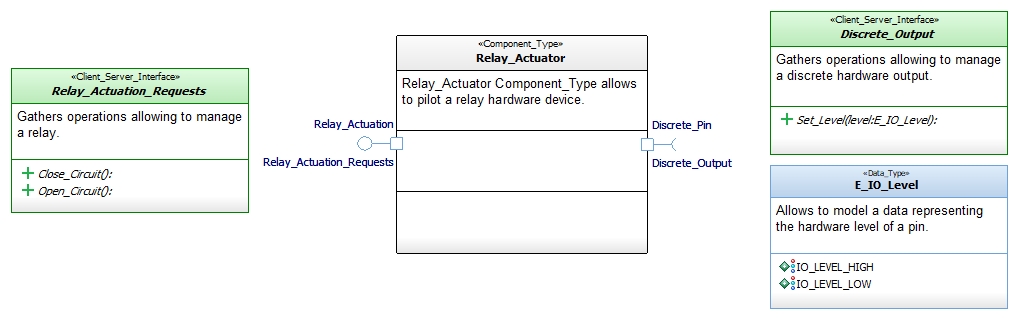 «Client_Server_Interface»
Relay_Actuation_Requests
Gathers operations allowing to manage
a relay.
Close_Circuit():
Open_Circuit():
Relay_Actuation
Relay_Actuation_Requests
«Component_Type»
Relay_Actuator
Relay_Actuator Component_Type allows
to pilot a relay hardware device.
Discrete_Pin
Discrete_Output
«Client_Server_Interface»
Discrete_Output
Gathers operations allowing to manage
a discrete hardware output.
Set_Level(level:E_IO_Level):
«Data_Type»
E_IO_Level
Allows to model a data representing
the hardware level of a pin.
IO_LEVEL_HIGH
IO_LEVEL_LOW